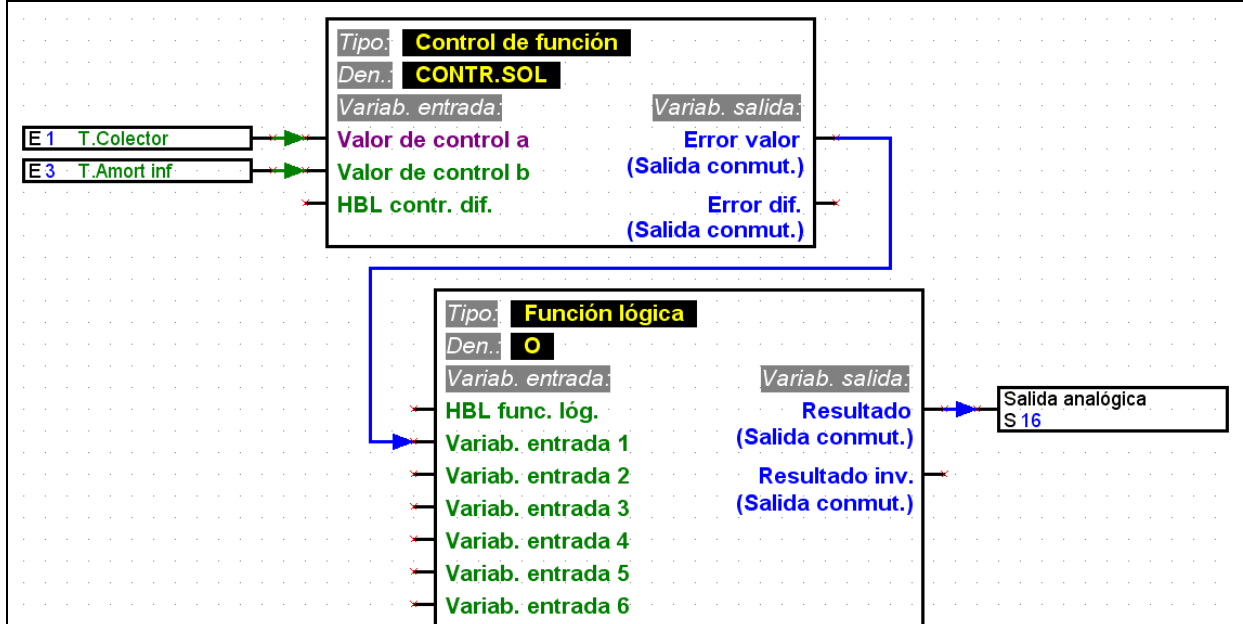 Tipo: Control de función
Den.: CONTR.SOL
Variab. entrada: Variab. salida:
E 1 T.Colector
Valor de control a Error valor
E 3 T.Amort inf
Valor de control b (Salida conmut.)
HBL contr. dif. Error dif.
(Salida conmut.)
Tipo: Función lógica
Den.: O
Variab. entrada: Variab. salida:
HBL func. lóg. Resultado
Variab. entrada 1 (Salida conmut.)
Variab. entrada 2 Resultado inv.
Variab. entrada 3 (Salida conmut.)
Variab. entrada 4
Variab. entrada 5
Variab. entrada 6
Salida analógica
S 16